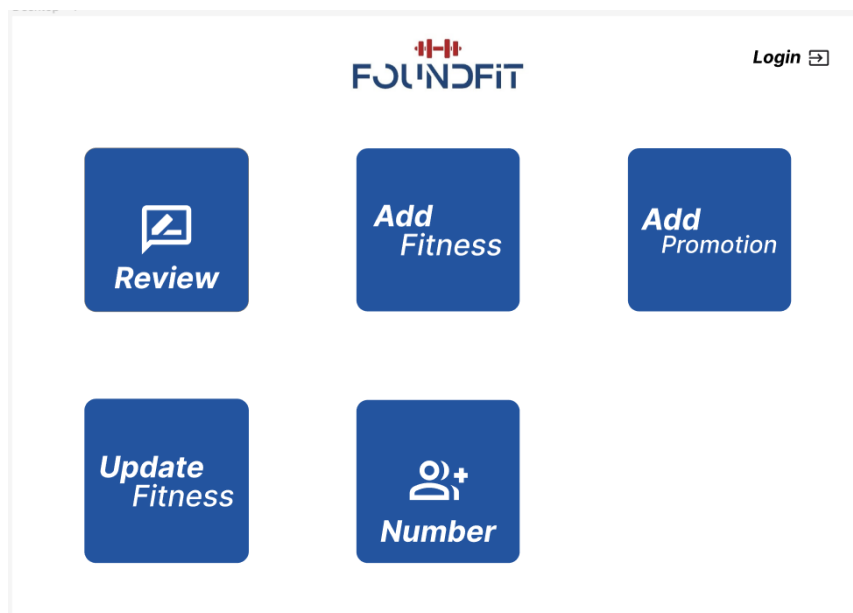 FOUNDFiT
Login
Review
Add
Fitness
Add
Promotion
Update
Fitness
Number